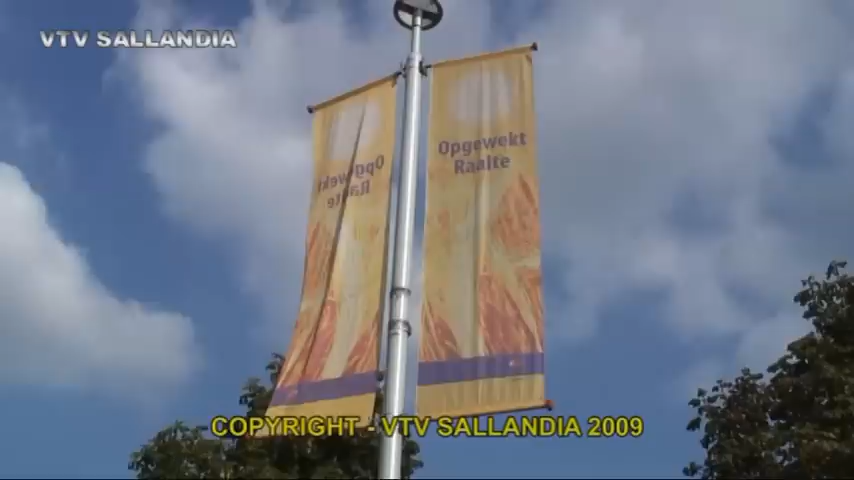 VTV SALLANDIA
Opgewekt
Raalte
Opgewekt
Raalte
COPYRIGHT - VTV SALLANDIA 2009